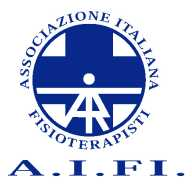 ASSOCIAZIONE ITALIANA
FISIOTERAPISTI
A.I.FI.